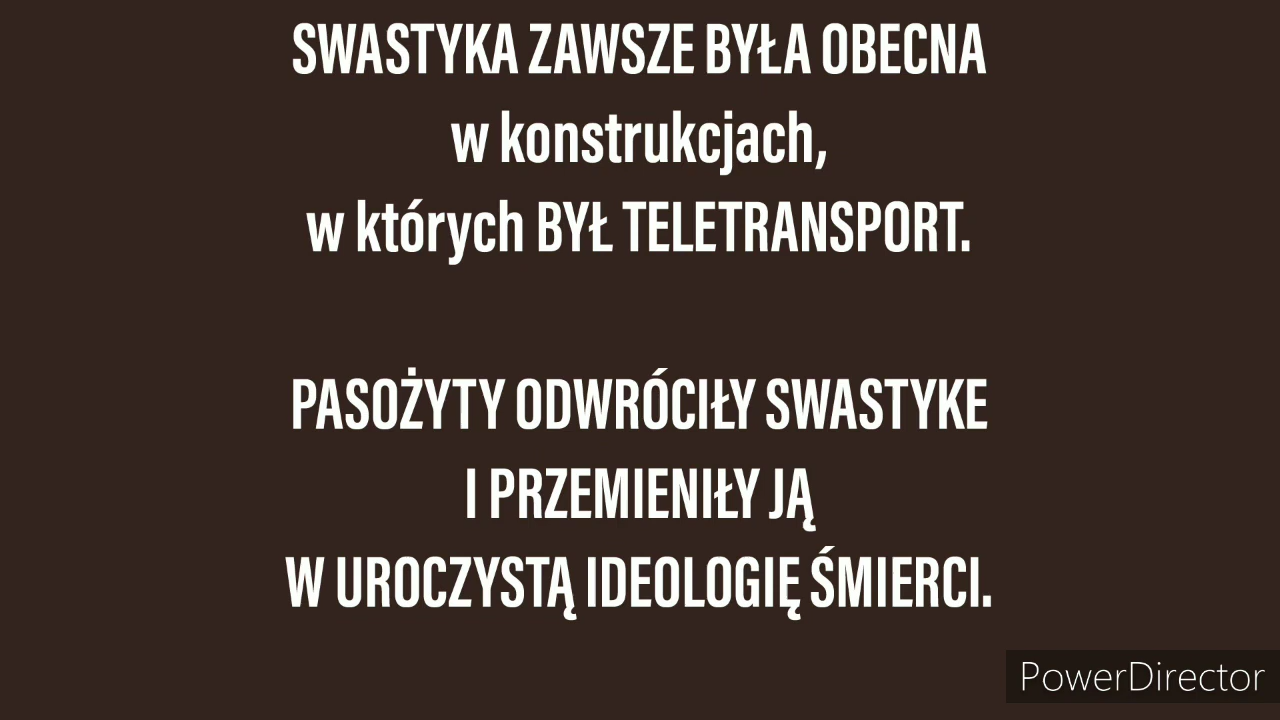 SWASTYKA ZAWSZE BYŁA OBECNA
w konstrukcjach,
w których BYŁ TELETRANSPORT.
PASOŻYTY ODWRÓCIŁY SWASTYKE
I PRZEMIENIŁY JĄ
W UROCZYSTĄ IDEOLOGIĘ ŚMIERCI.
PowerDirector